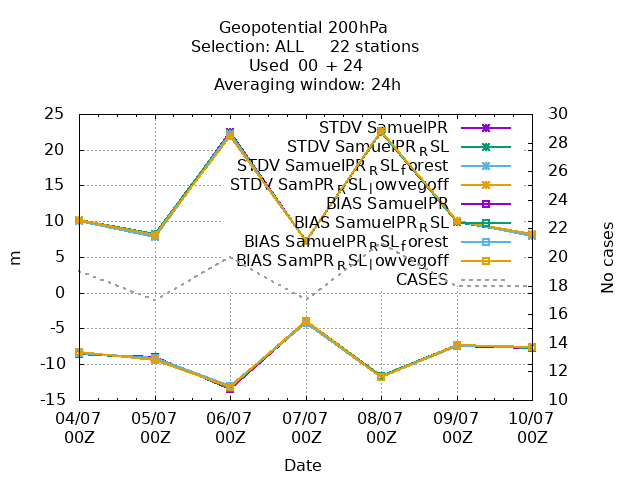 Geopotential 200hPa
Selection: ALL 22 stations
Used 00 + 24
Averaging window: 24h
25 30
STDV SamuelPR
28
STDV SamuelPR_RSL
20
26
STDV SamuelPR_RSL_forest
15
STDV SamPR_RSL_lowvegoff
24
BIAS SamuelPR
10
22
BIAS SamuelPR_RSL
BIAS SamuelPR_RSL_forest
5
20
BIAS SamPR_RSL_lowvegoff
m
No cases
CASES
0
18
-5
16
14
-10
12
-15 10
04/07 05/07 06/07 07/07 08/07 09/07 10/07
00Z 00Z 00Z 00Z 00Z 00Z 00Z
Date